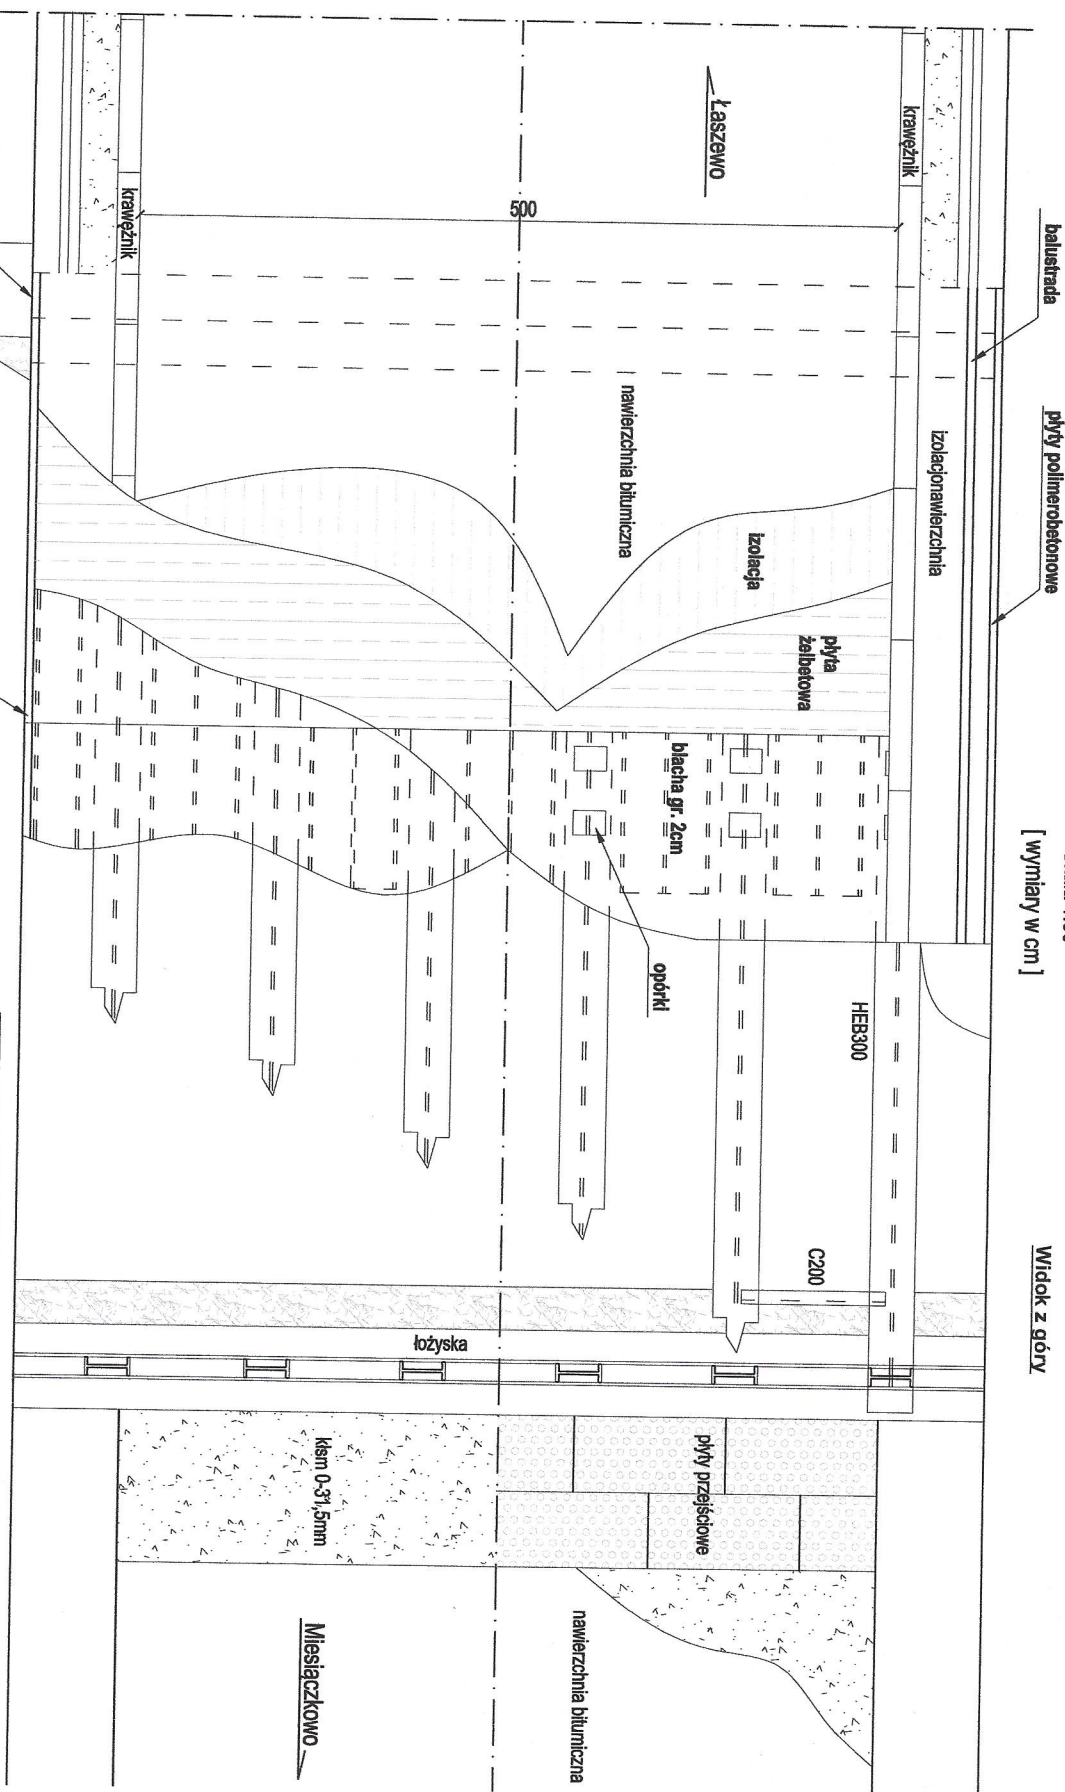 [ wymiary w cm ]
Widok z góry
balustrada
płyty polimerobetonowe
krawężnik
izolacjonawierzchnia
Łaszewo
500
krawężnik
nawierzchnia bitumiczna
izolacja
płyta
żelbetowa
blacha gr. 2cm
opórki
HEB300
C200
łożyska
płyty przejściowe
kłsm 0-31,5mm
nawierzchnia bitumiczna
Miesiączkowo